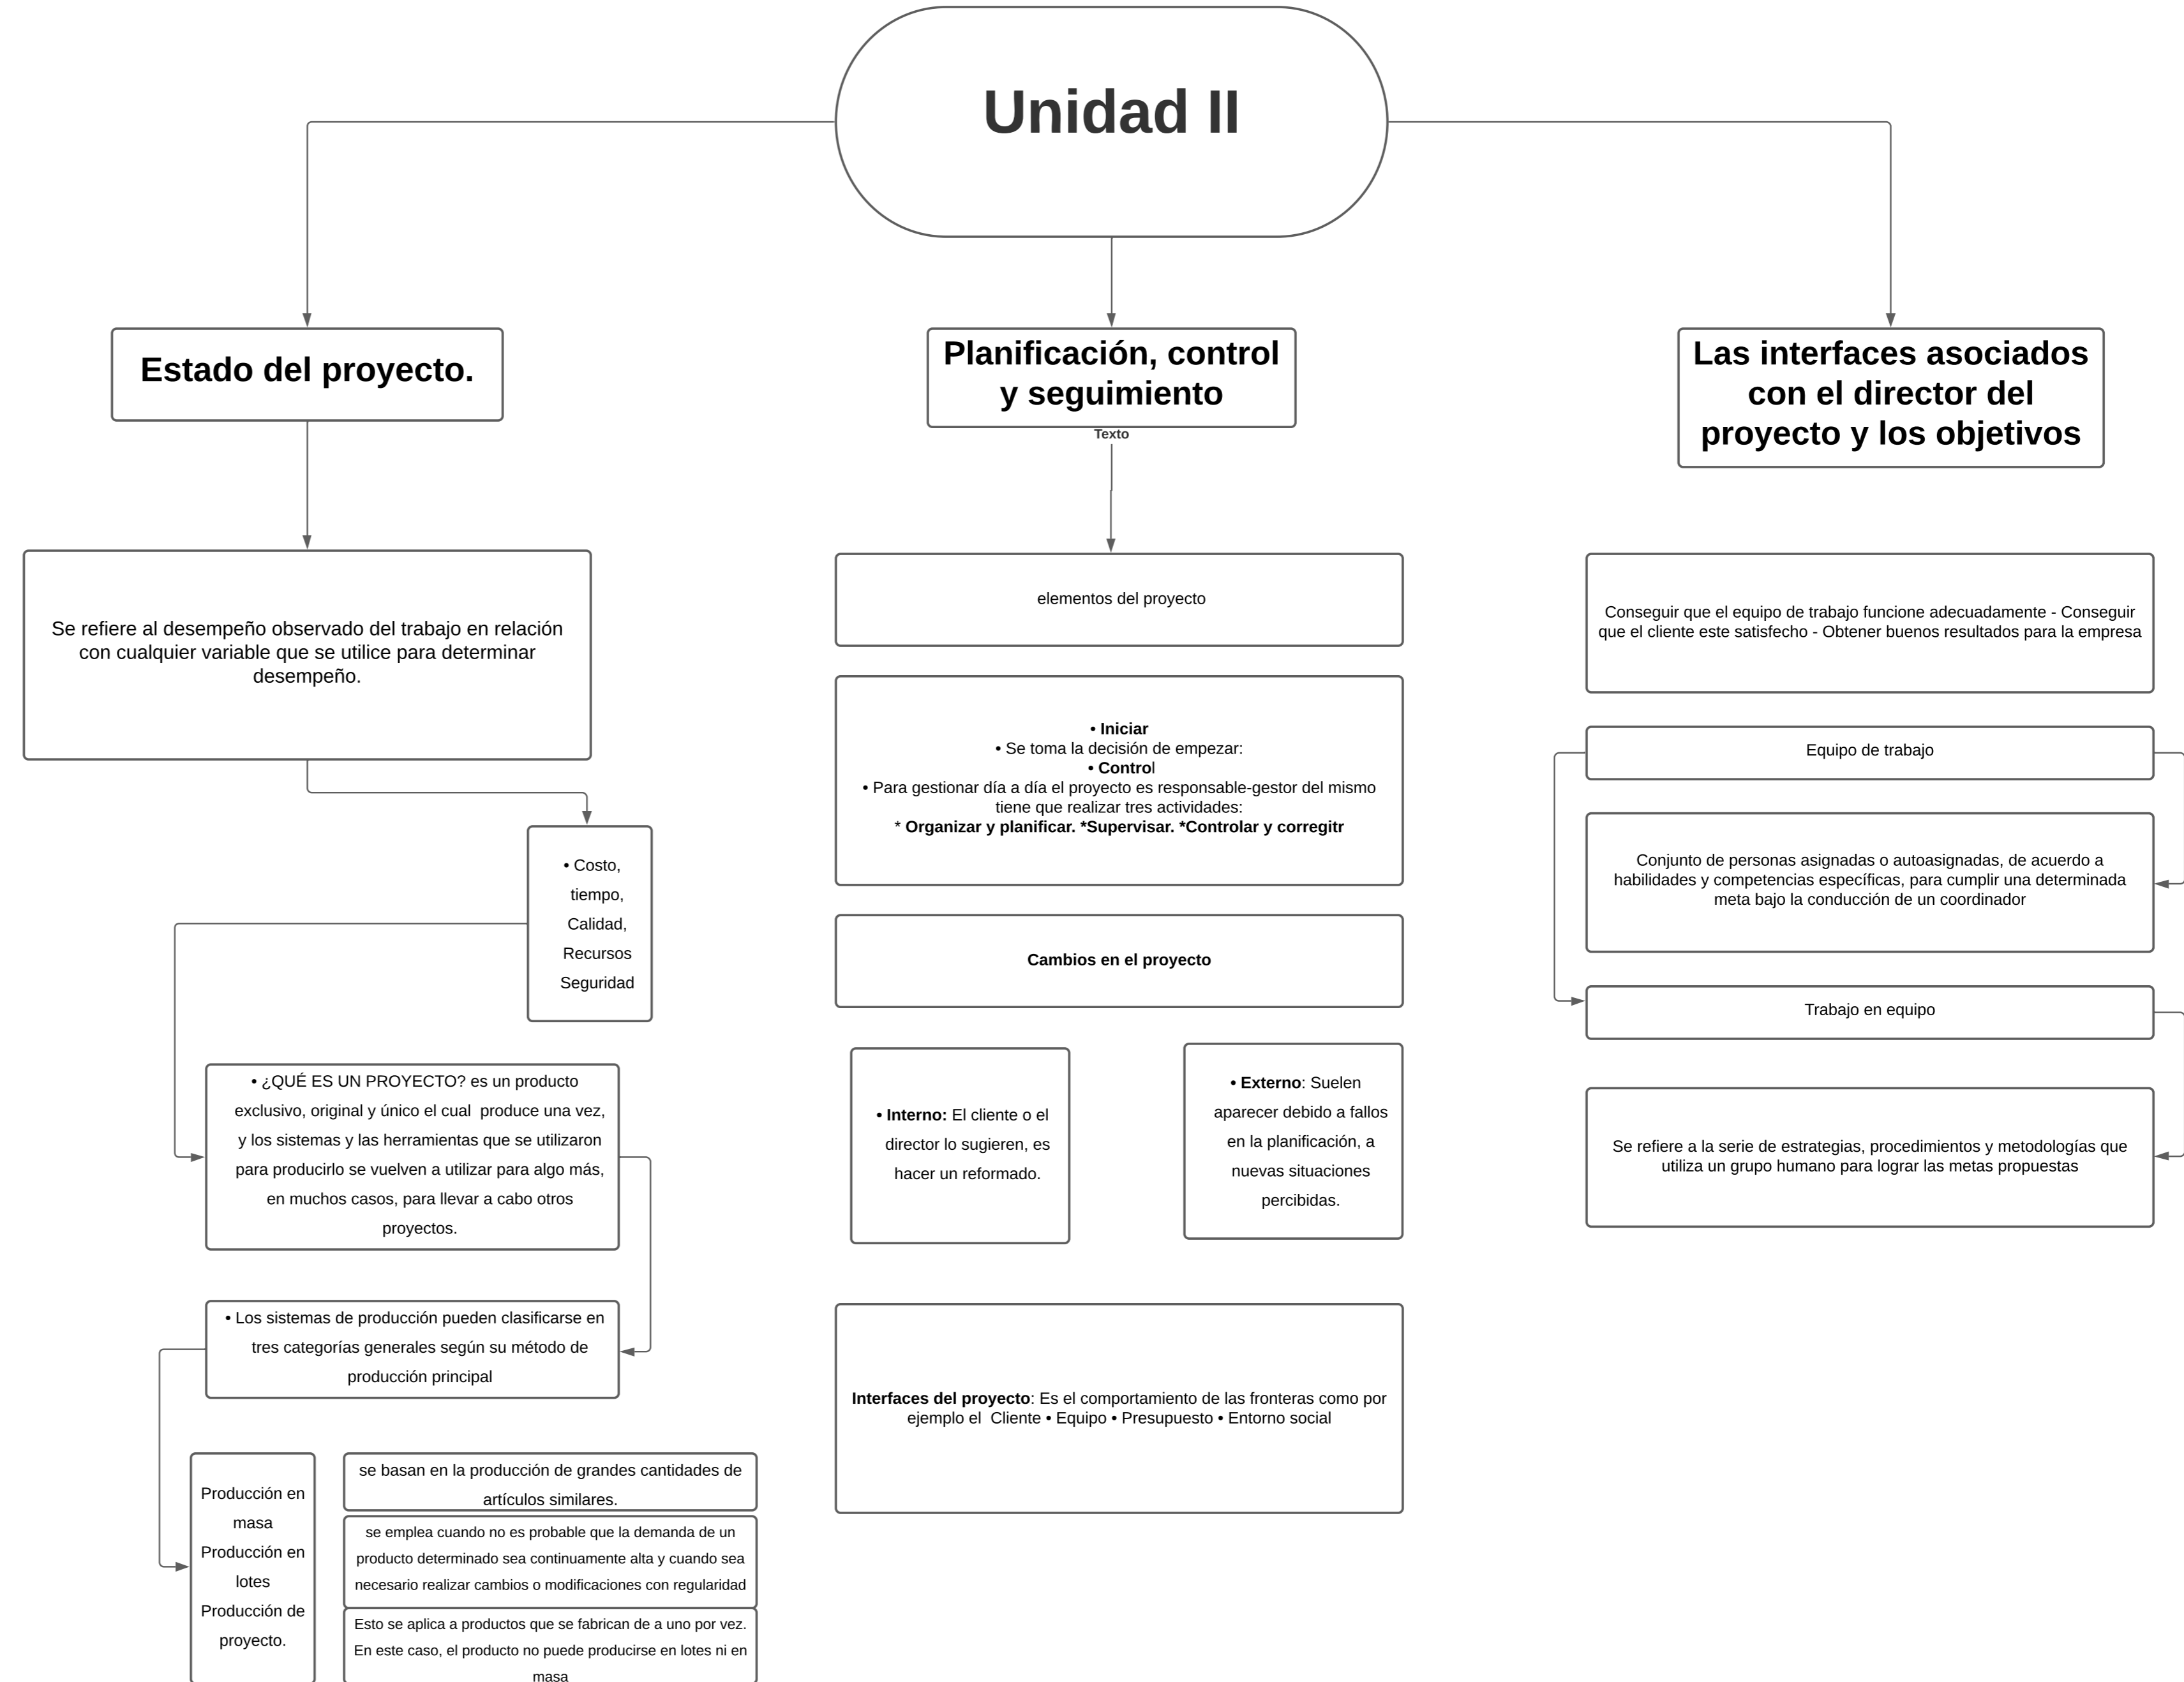 Unidad II
Estado del proyecto.
Se refiere al desempeño observado del trabajo en relación
con cualquier variable que se utilice para determinar
desempeño.
• Costo,
tiempo,
Calidad,
Recursos
Seguridad
• ¿QUÉ ES UN PROYECTO? es un producto
exclusivo, original y único el cual  produce una vez,
y los sistemas y las herramientas que se utilizaron
para producirlo se vuelven a utilizar para algo más,
en muchos casos, para llevar a cabo otros
proyectos.
• Los sistemas de producción pueden clasificarse en
tres categorías generales según su método de
producción principal
Producción en
masa
Producción en
lotes
Producción de
proyecto.
se basan en la producción de grandes cantidades de
artículos similares.
se emplea cuando no es probable que la demanda de un
producto determinado sea continuamente alta y cuando sea
necesario realizar cambios o modificaciones con regularidad
Esto se aplica a productos que se fabrican de a uno por vez.
En este caso, el producto no puede producirse en lotes ni en
masa
Planificación, control
y seguimiento
Texto
elementos del proyecto
• Iniciar
• Se toma la decisión de empezar:
• Control
• Para gestionar día a día el proyecto es responsable-gestor del mismo
tiene que realizar tres actividades:
* Organizar y planificar. *Supervisar. *Controlar y corregitr
Cambios en el proyecto
• Interno: El cliente o el
director lo sugieren, es
hacer un reformado.
• Externo: Suelen
aparecer debido a fallos
en la planificación, a
nuevas situaciones
percibidas.
Interfaces del proyecto: Es el comportamiento de las fronteras como por
ejemplo el  Cliente • Equipo • Presupuesto • Entorno social
Las interfaces asociados
con el director del
proyecto y los objetivos
Conseguir que el equipo de trabajo funcione adecuadamente - Conseguir
que el cliente este satisfecho - Obtener buenos resultados para la empresa
Equipo de trabajo
Conjunto de personas asignadas o autoasignadas, de acuerdo a
habilidades y competencias específicas, para cumplir una determinada
meta bajo la conducción de un coordinador
Trabajo en equipo
Se refiere a la serie de estrategias, procedimientos y metodologías que
utiliza un grupo humano para lograr las metas propuestas